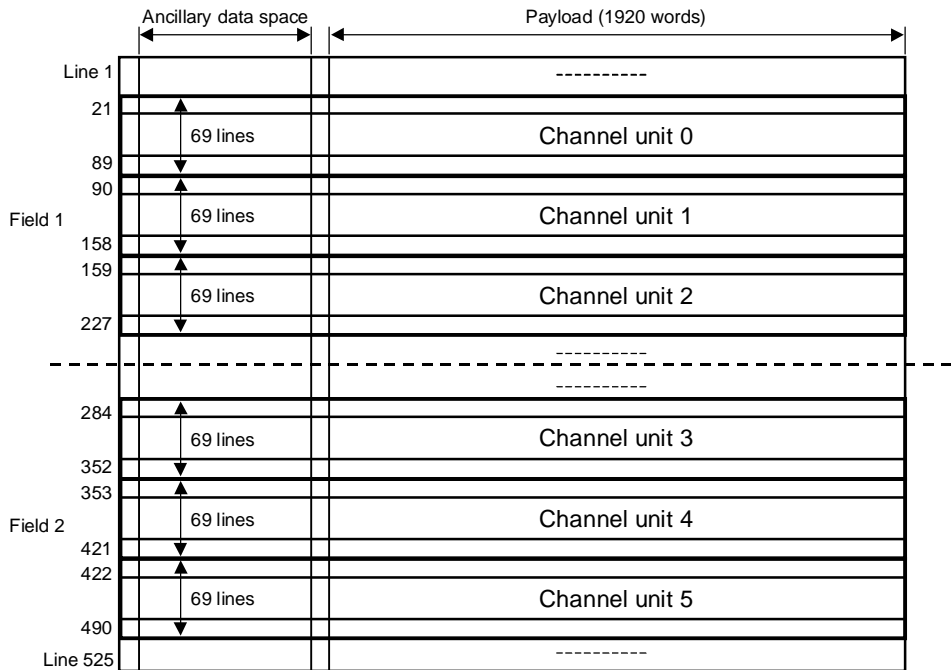 Ancillary data space Payload (1920 words)
Line 1 ----------
21
69 lines Channel unit 0
89
90
Field 1 69 lines Channel unit 1
158
159
69 lines Channel unit 2
227
----------
----------
284
69 lines Channel unit 3
352
353
Field 2 69 lines Channel unit 4
421
422
69 lines Channel unit 5
490
Line 525 ----------